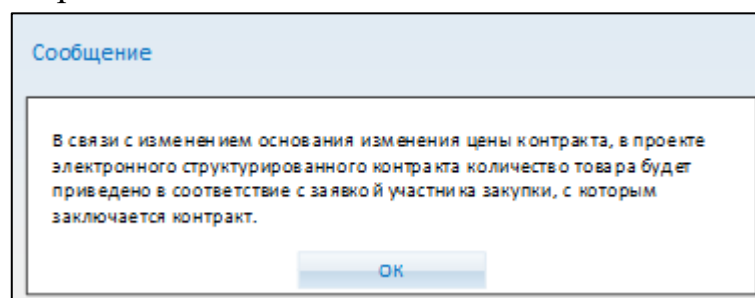 Сообщение
В связи с изменением основания изменения цены контракта, в проекте
электронного структурированного контракта количество товара будет
приведено в соответствие с заявкой участника закупки, с которым
заключается контракт.
ОК